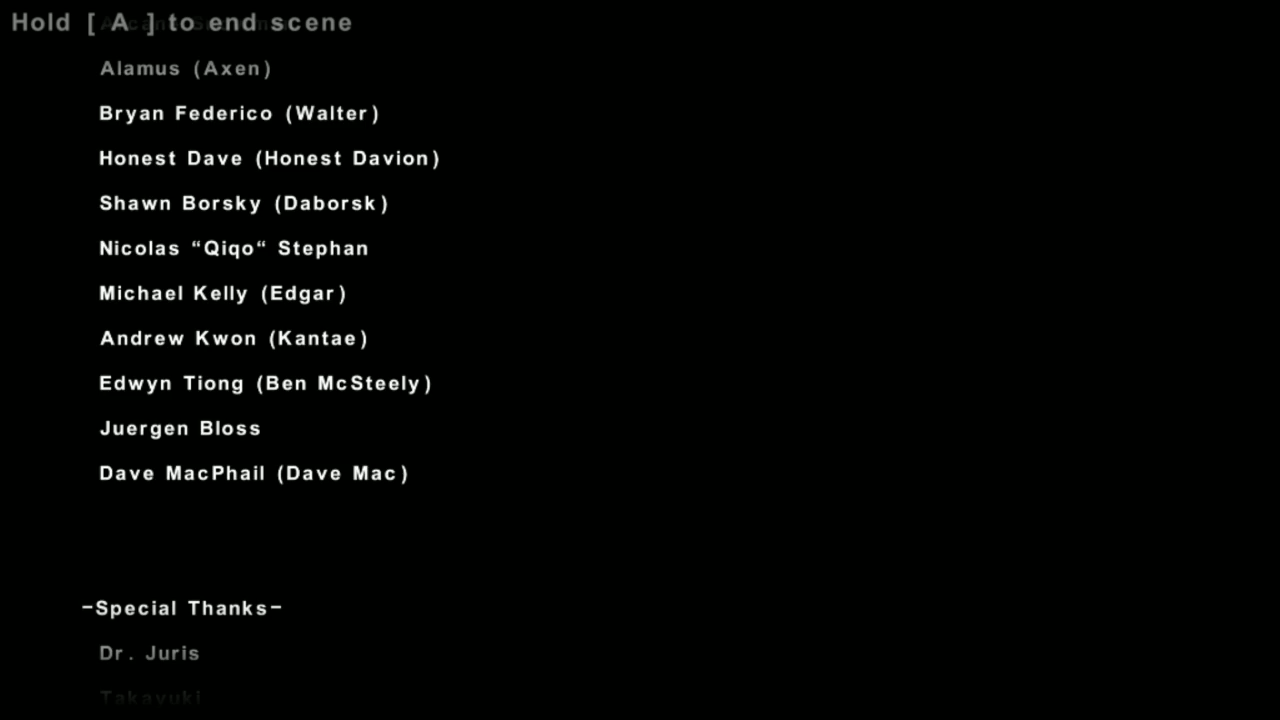 Hold [ A ] to end scene
Alamus (Axen)
Bryan Federico (Walter)
Honest Dave (Honest Davion)
Shawn Borsky (Daborsk)
Nicolas “Qiqo“ Stephan
Michael Kelly (Edgar)
Andrew Kwon (Kantae)
Edwyn Tiong (Ben McSteely)
Juergen Bloss
Dave MacPhail (Dave Mac)
-Special Thanks-
Dr. Juris
Takayuki